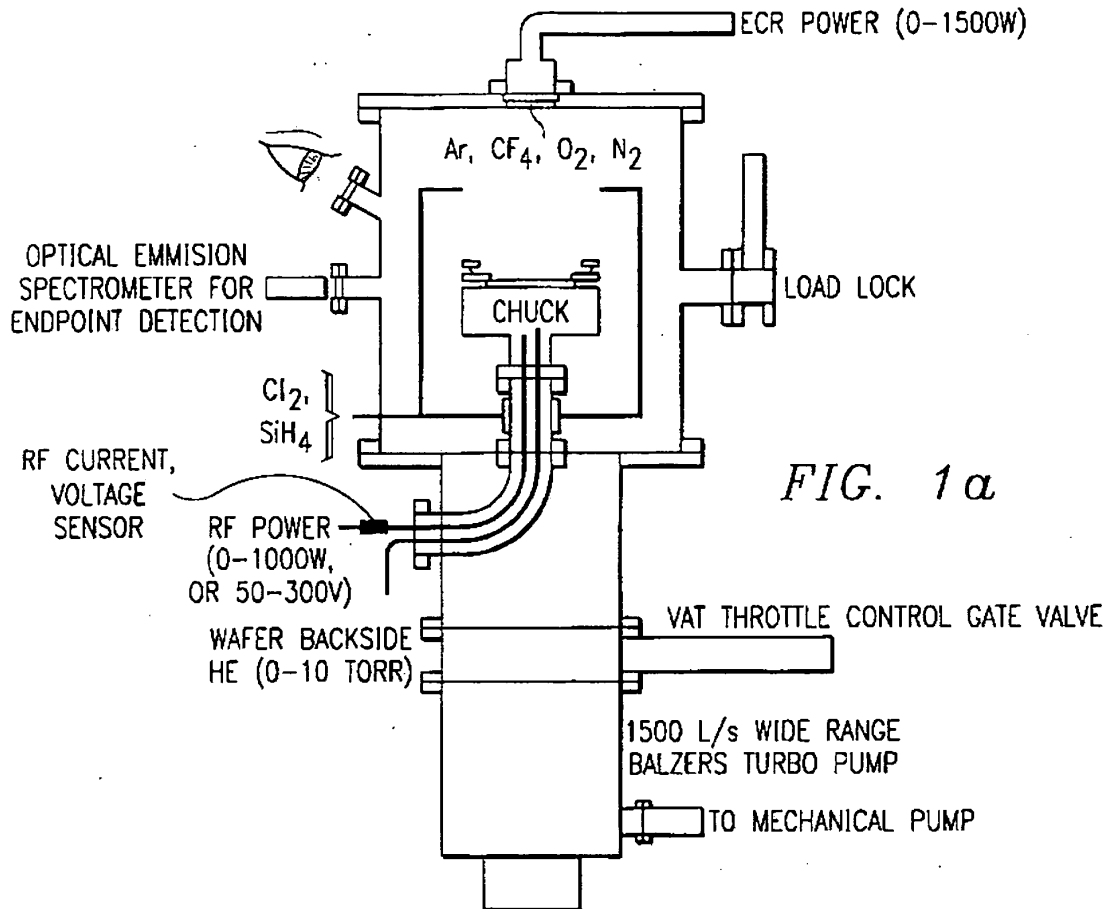 ECR POWER (0-1500W)
Ar, CF4, O2, N2
OPTICAL EMMISION
SPECTROMETER FOR
ENDPOINT DETECTION
LOAD LOCK
CHUCK
Cl2,
SiH4
RF CURRENT,
VOLTAGE
SENSOR
FIG. 1a
RF POWER
(0-1000W,
OR 50-300V)
VAT THROTTLE CONTROL GATE VALVE
WAFER BACKSIDE
HE (0-10 TORR)
1500 L/s WIDE RANGE
BALZERS TURBO PUMP
TO MECHANICAL PUMP